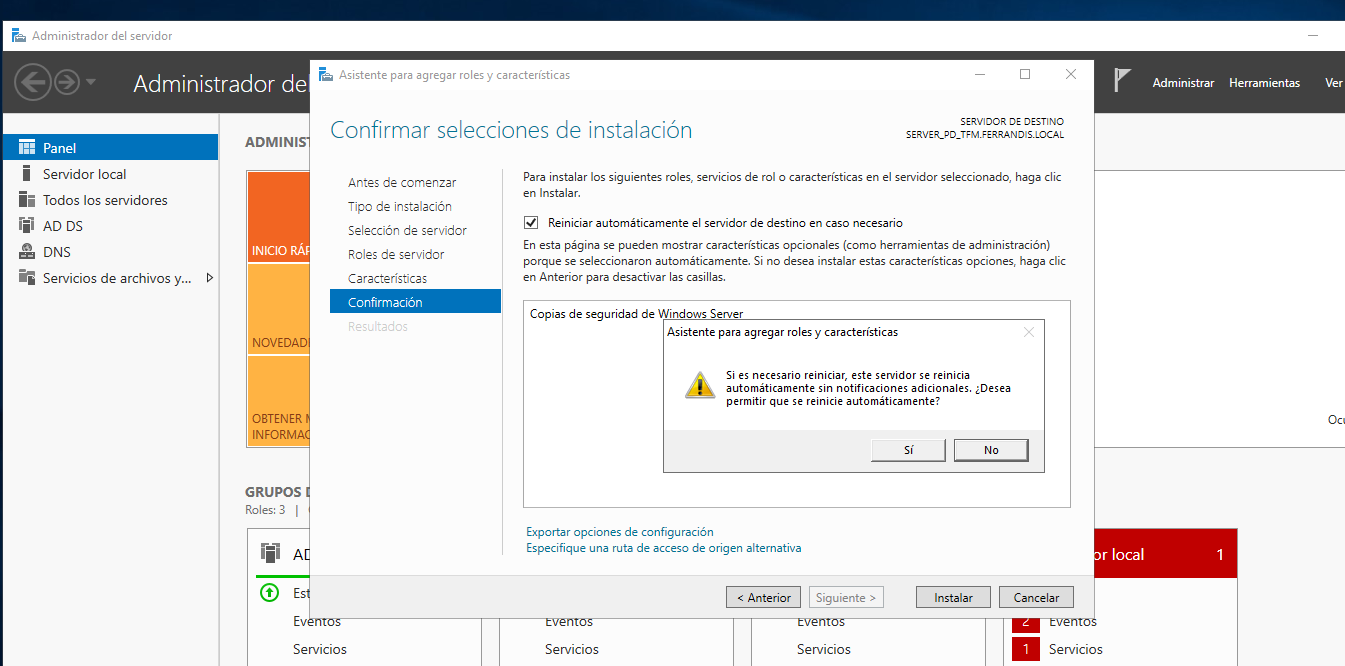 Administrador del servidor
Administrador del
Administrar
Herramientas
Ver
Panel
Servidor local
Todos los servidores
AD DS
DNS
Servicios de archivos y...
ADMINIST
INICIO RÁP
NOVEDADE
OBTENER M
INFORMAC
GRUPOS D
Roles: 3 |
AD
Est
Eventos
Servicios
Eventos
Servicios
Eventos
Servicios
or local 1
2 Eventos
1 Servicios
Ocu
Asistente para agregar roles y características
Confirmar selecciones de instalación
SERVIDOR DE DESTINO
SERVER_PD_TFM.FERRANDIS.LOCAL
Antes de comenzar
Tipo de instalación
Selección de servidor
Roles de servidor
Características
Confirmación
Resultados
Para instalar los siguientes roles, servicios de rol o características en el servidor seleccionado, haga clic
en Instalar.
Reiniciar automáticamente el servidor de destino en caso necesario
En esta página se pueden mostrar características opcionales (como herramientas de administración)
porque se seleccionaron automáticamente. Si no desea instalar estas características opciones, haga clic
en Anterior para desactivar las casillas.
Copias de seguridad de Windows Server
Asistente para agregar roles y características
Si es necesario reiniciar, este servidor se reinicia
automáticamente sin notificaciones adicionales. ¿Desea
permitir que se reinicie automáticamente?
Sí
No
Exportar opciones de configuración
Especifique una ruta de acceso de origen alternativa
< Anterior
Siguiente >
Instalar
Cancelar